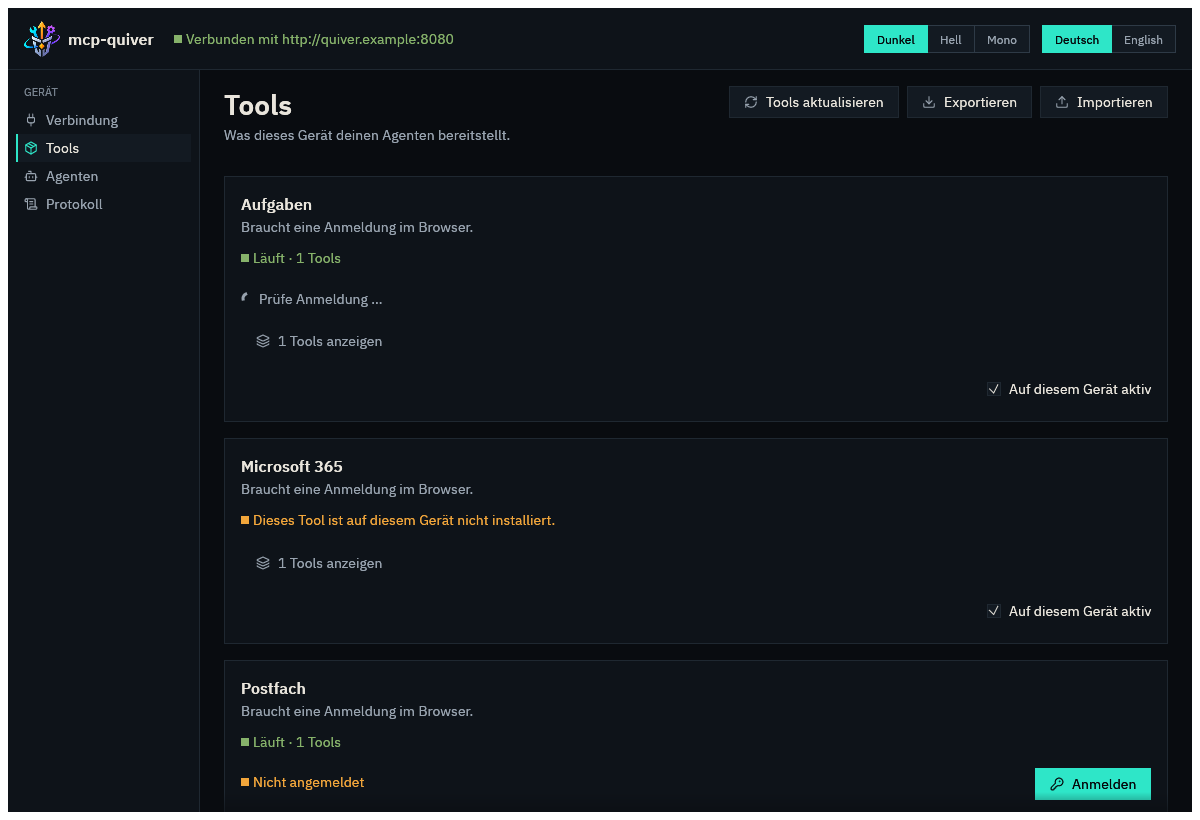 mcp-quiver
Verbunden mit http://quiver.example:8080
Dunkel Hell Mono
Deutsch English
GERÄT
Verbindung
Tools
Agenten
Protokoll
Tools
Was dieses Gerät deinen Agenten bereitstellt.
Tools aktualisieren
Exportieren
Importieren
Aufgaben
Braucht eine Anmeldung im Browser.
Läuft · 1 Tools
Prüfe Anmeldung ...
1 Tools anzeigen
Auf diesem Gerät aktiv
Microsoft 365
Braucht eine Anmeldung im Browser.
Dieses Tool ist auf diesem Gerät nicht installiert.
1 Tools anzeigen
Auf diesem Gerät aktiv
Postfach
Braucht eine Anmeldung im Browser.
Läuft · 1 Tools
Nicht angemeldet
Anmelden